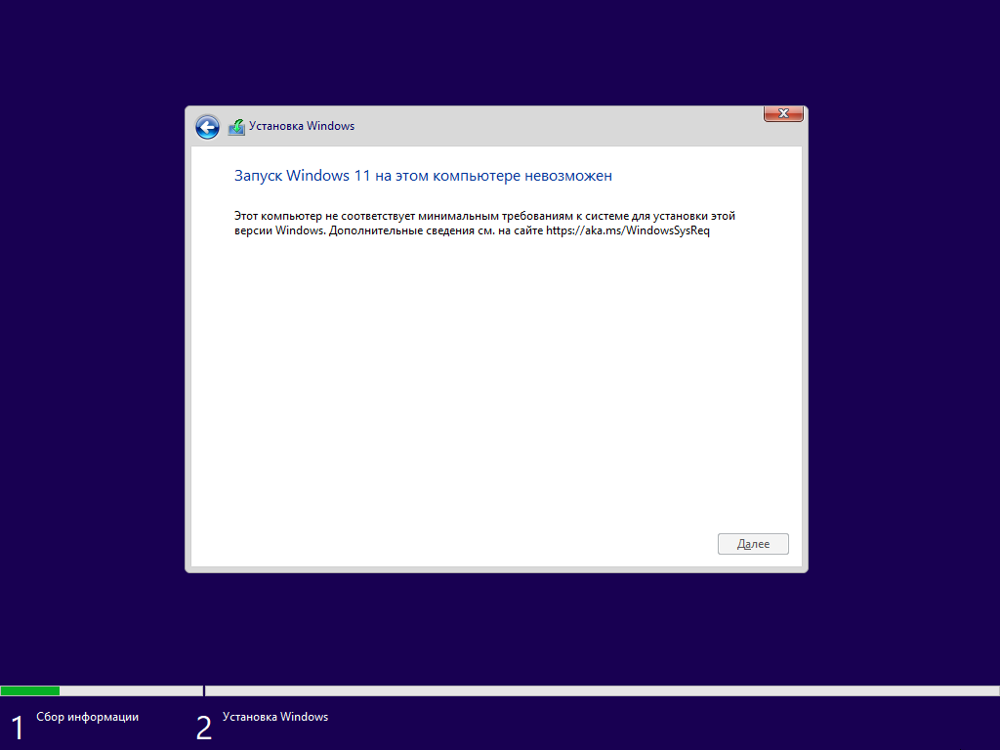 Установка Windows
Запуск Windows 11 на этом компьютере невозможен
Этот компьютер не соответствует минимальным требованиям к системе для установки этой
версии Windows. Дополнительные сведения см. на сайте https://aka.ms/WindowsSysReq
Далее
1 Сбор информации
2 Установка Windows